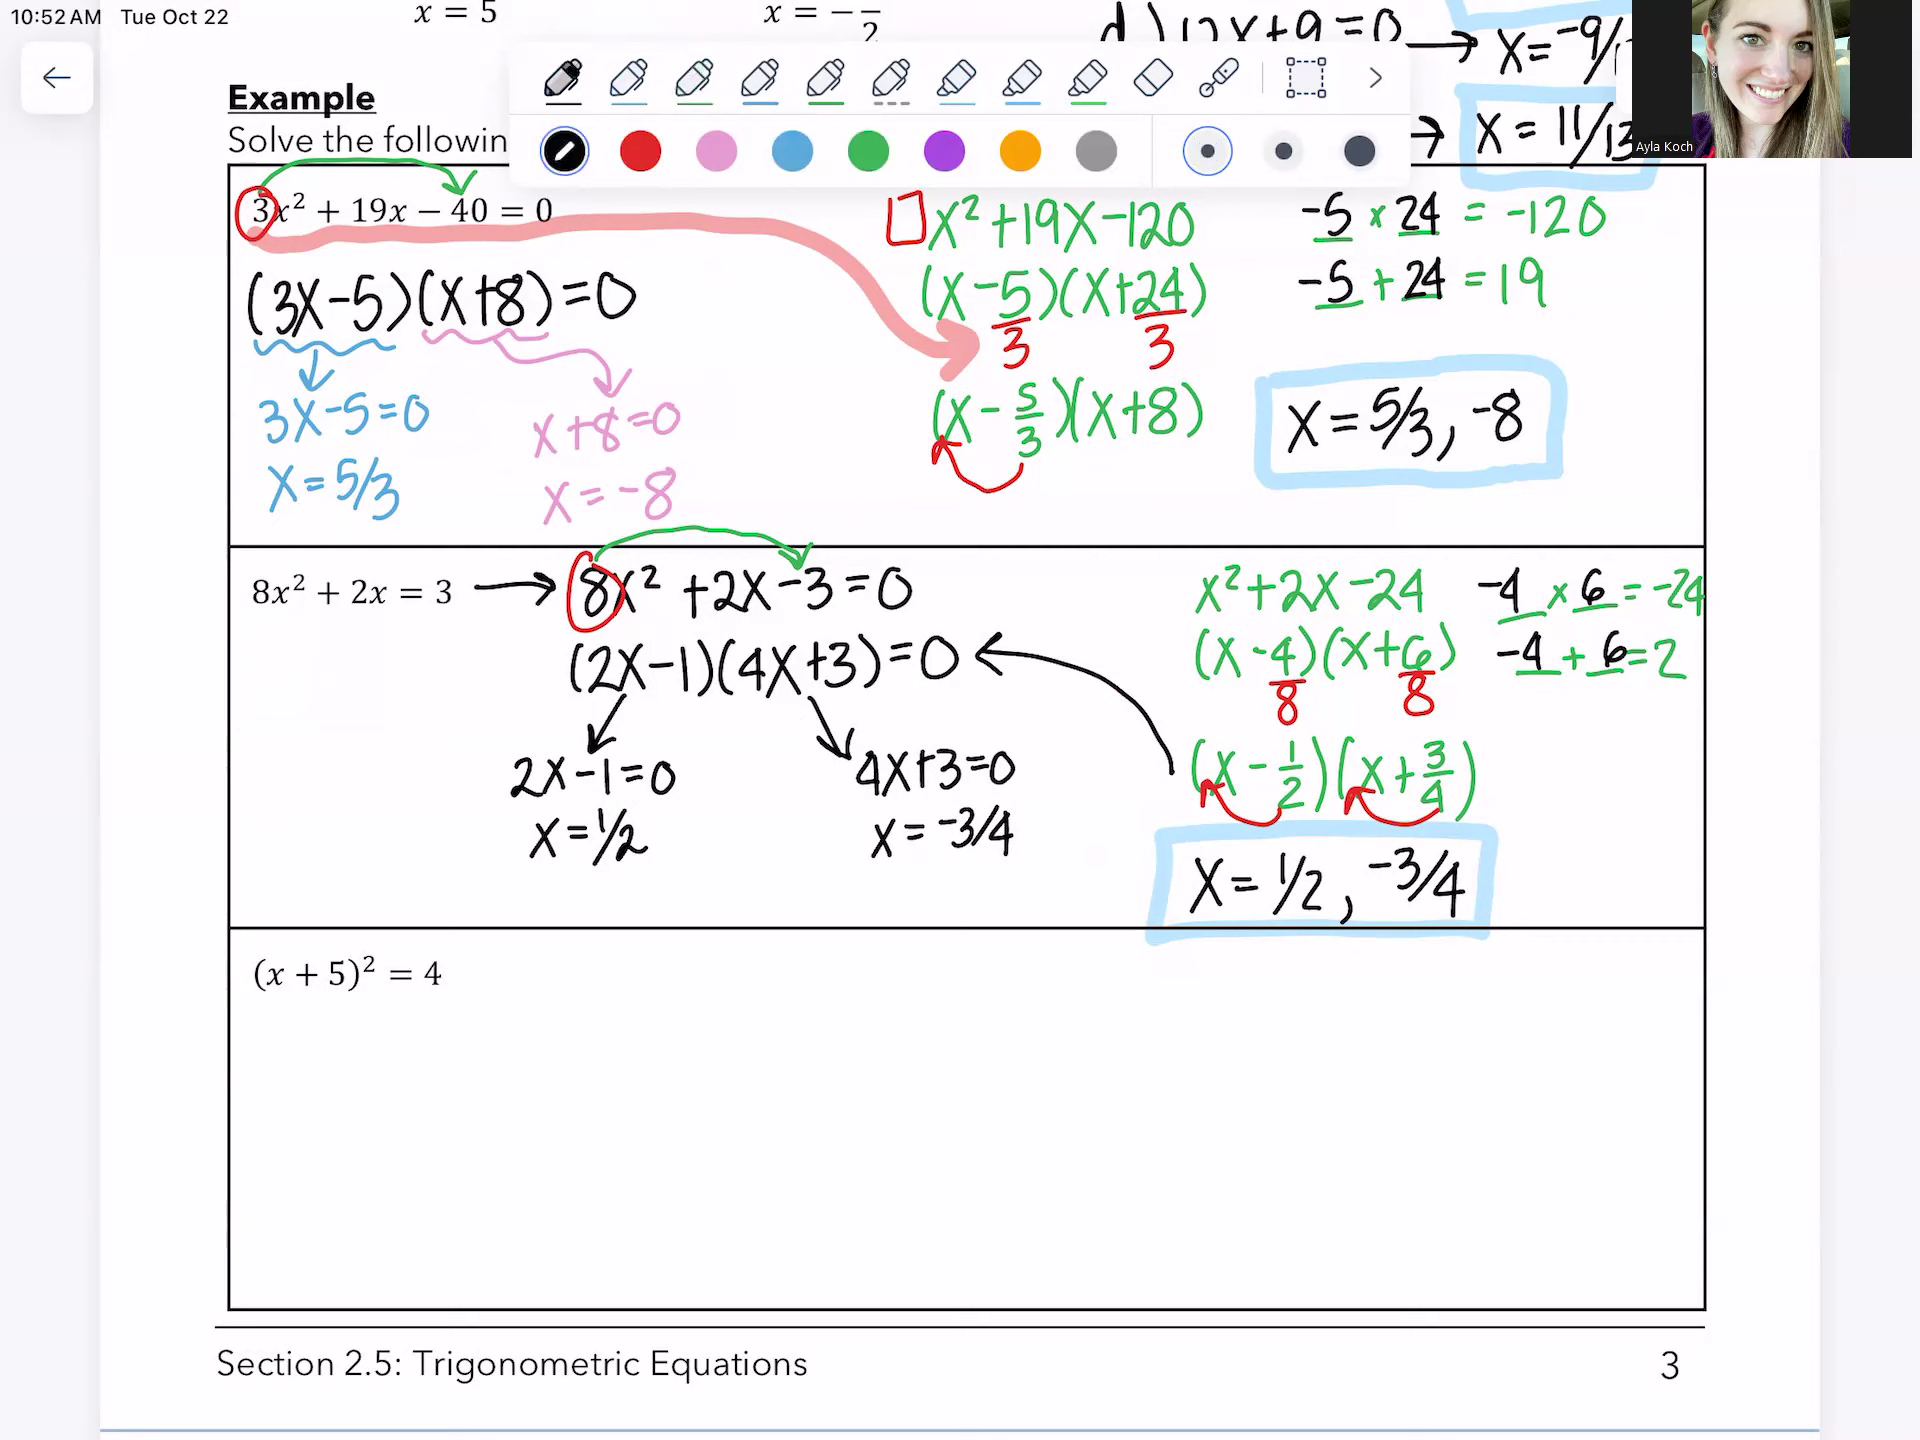 10:52 AM Tue Oct 22
x = 5
x = −
2
d) 12x+9=0 → x=
→ x = 11/13
Ayla Koch
Example
Solve the
3x² + 19x − 40 = 0
(3x-5)(x+8)=0
3x-5=0
x=5/3
x+8=0
x=-8
□x²+19x-120
(x-5)(x+24)
3 3
(x-5/3)(x+8)
-5 × 24 = -120
-5 + 24 = 19
x = 5/3, -8
8x² + 2x = 3 → 8x² +2x-3=0
(2x-1)(4x+3)=0
2x-1=0
x=1/2
4x+3=0
x=-3/4
x²+2x-24
(x-4)(x+6)
8 8
(x-1/2)(x+3/4)
-4 × 6 = -24
-4 + 6 = 2
x = 1/2, -3/4
(x + 5)² = 4
Section 2.5: Trigonometric Equations
3